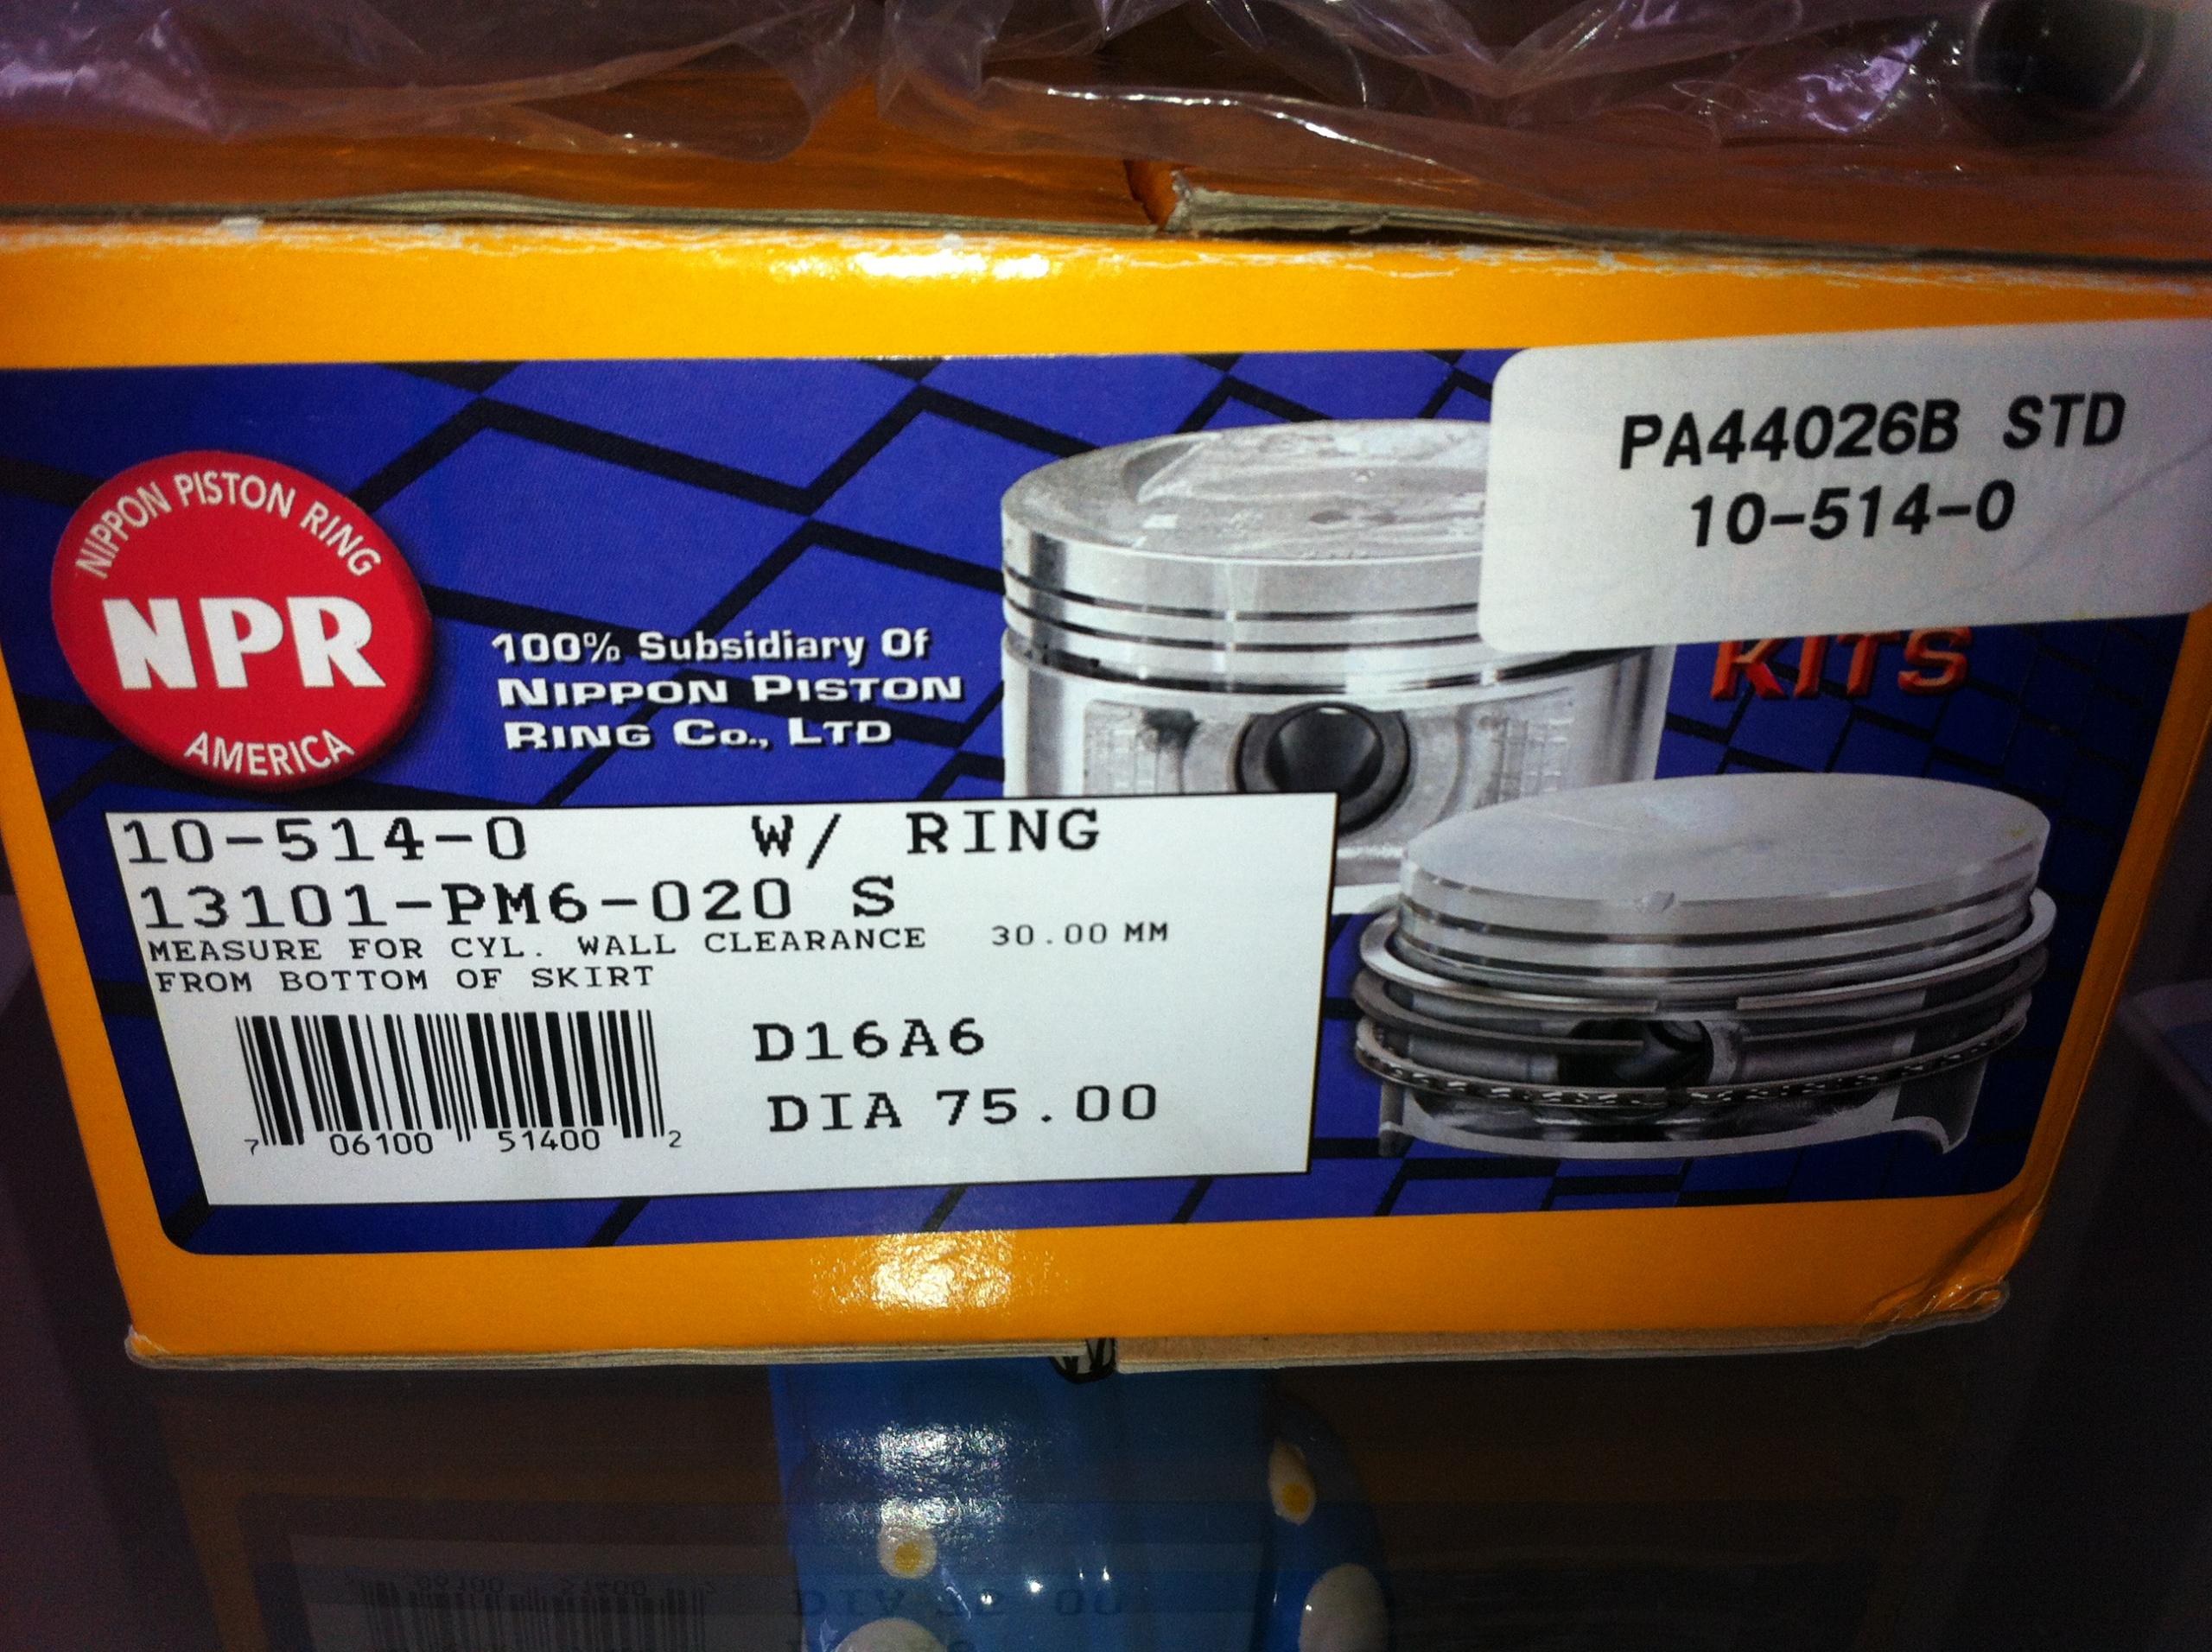 PA44026B STD
10-514-0
KITS
NIPPON PISTON RING
NPR
AMERICA
100% Subsidiary Of
NIPPON PISTON
RING CO., LTD
10-514-0 W/ RING
13101-PM6-020 S
MEASURE FOR CYL. WALL CLEARANCE 30.00 MM
FROM BOTTOM OF SKIRT
D16A6
DIA 75.00
7 06100 51400 2